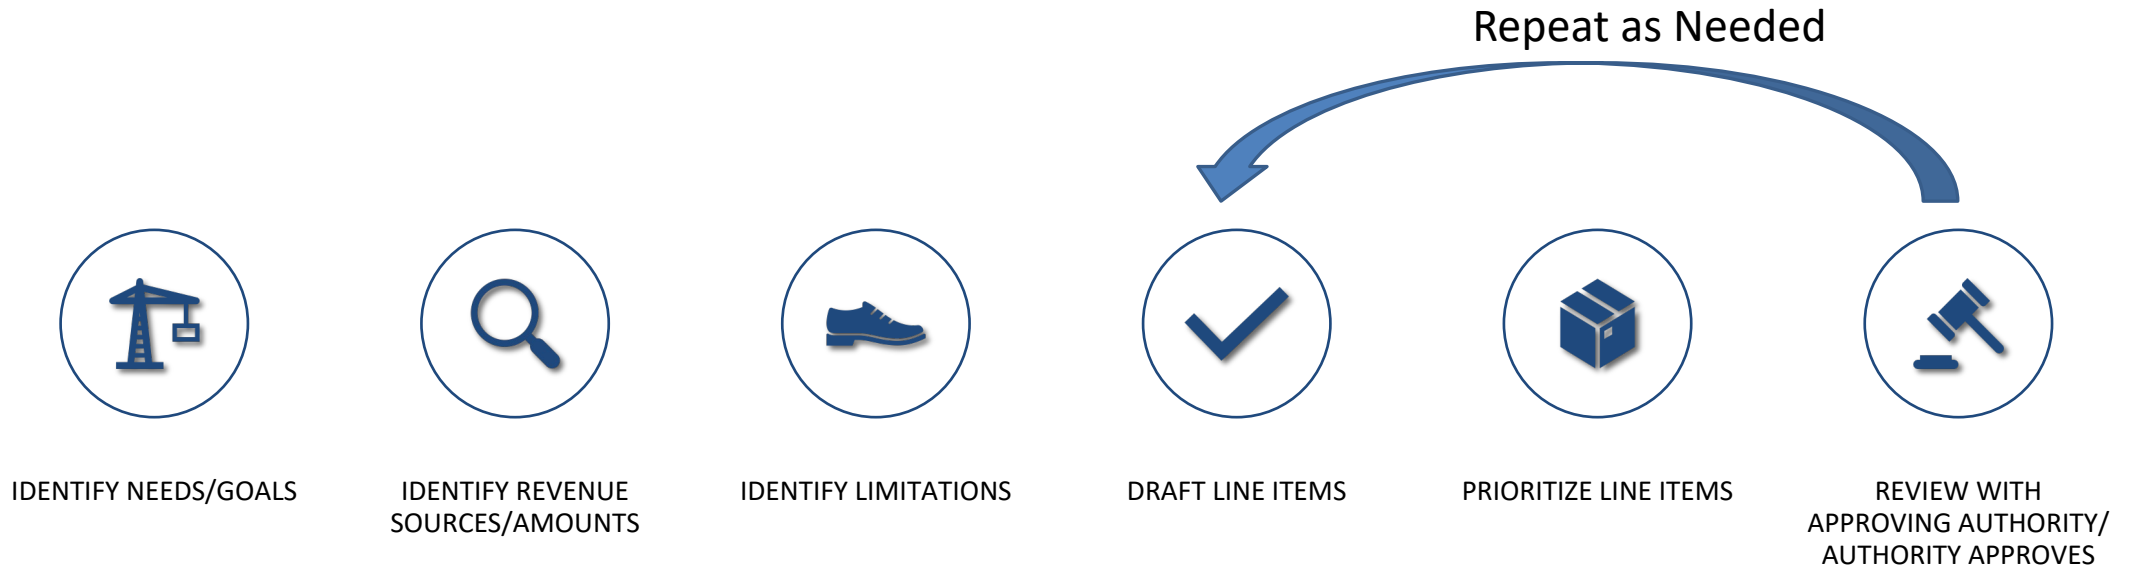 Repeat as Needed
IDENTIFY NEEDS/GOALS
IDENTIFY REVENUE
SOURCES/AMOUNTS
IDENTIFY LIMITATIONS
DRAFT LINE ITEMS
PRIORITIZE LINE ITEMS
REVIEW WITH
APPROVING AUTHORITY/
AUTHORITY APPROVES